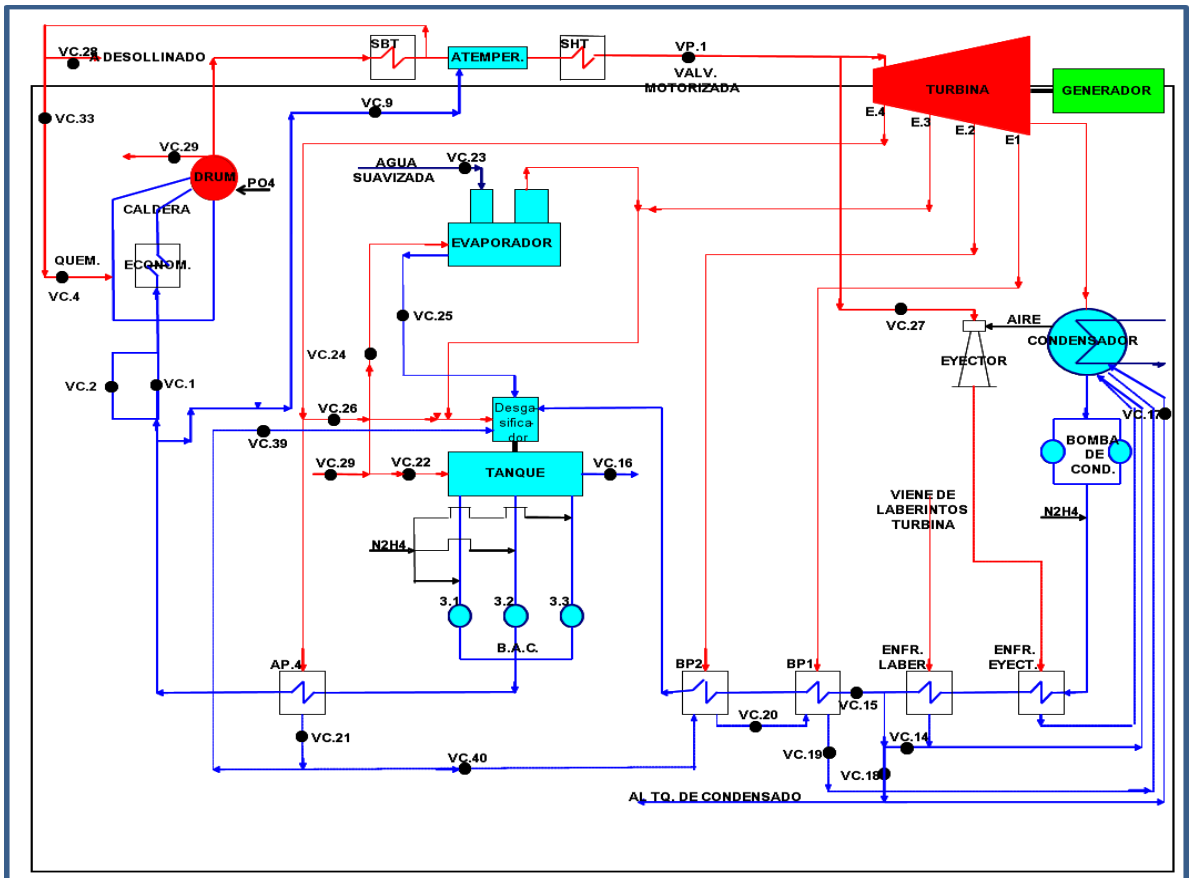 VC.28
A DESOLLINADO
SBT
ATEMPER.
SHT
VP.1
VALV.
MOTORIZADA
TURBINA
GENERADOR
VC.33
VC.9
E.4
E.3
E.2
E1
VC.29
DRUM
PO4
CALDERA
AGUA
SUAVIZADA
VC.23
EVAPORADOR
QUEM.
ECONOM.
VC.4
VC.25
VC.27
AIRE
CONDENSADOR
EYECTOR
VC.24
VC.2
VC.1
VC.26
VC.39
Desga
sifica-
dor
VC.17
BOMBA
DE
COND.
VC.29
VC.22
TANQUE
VC.16
VIENE DE
LABERINTOS
TURBINA
N2H4
N2H4
3.1
3.2
3.3
B.A.C.
AP.4
BP2
BP1
ENFR.
LABER.
ENFR.
EYECT.
VC.15
VC.20
VC.21
VC.14
VC.19
VC.40
VC.18
AL TQ. DE CONDENSADO